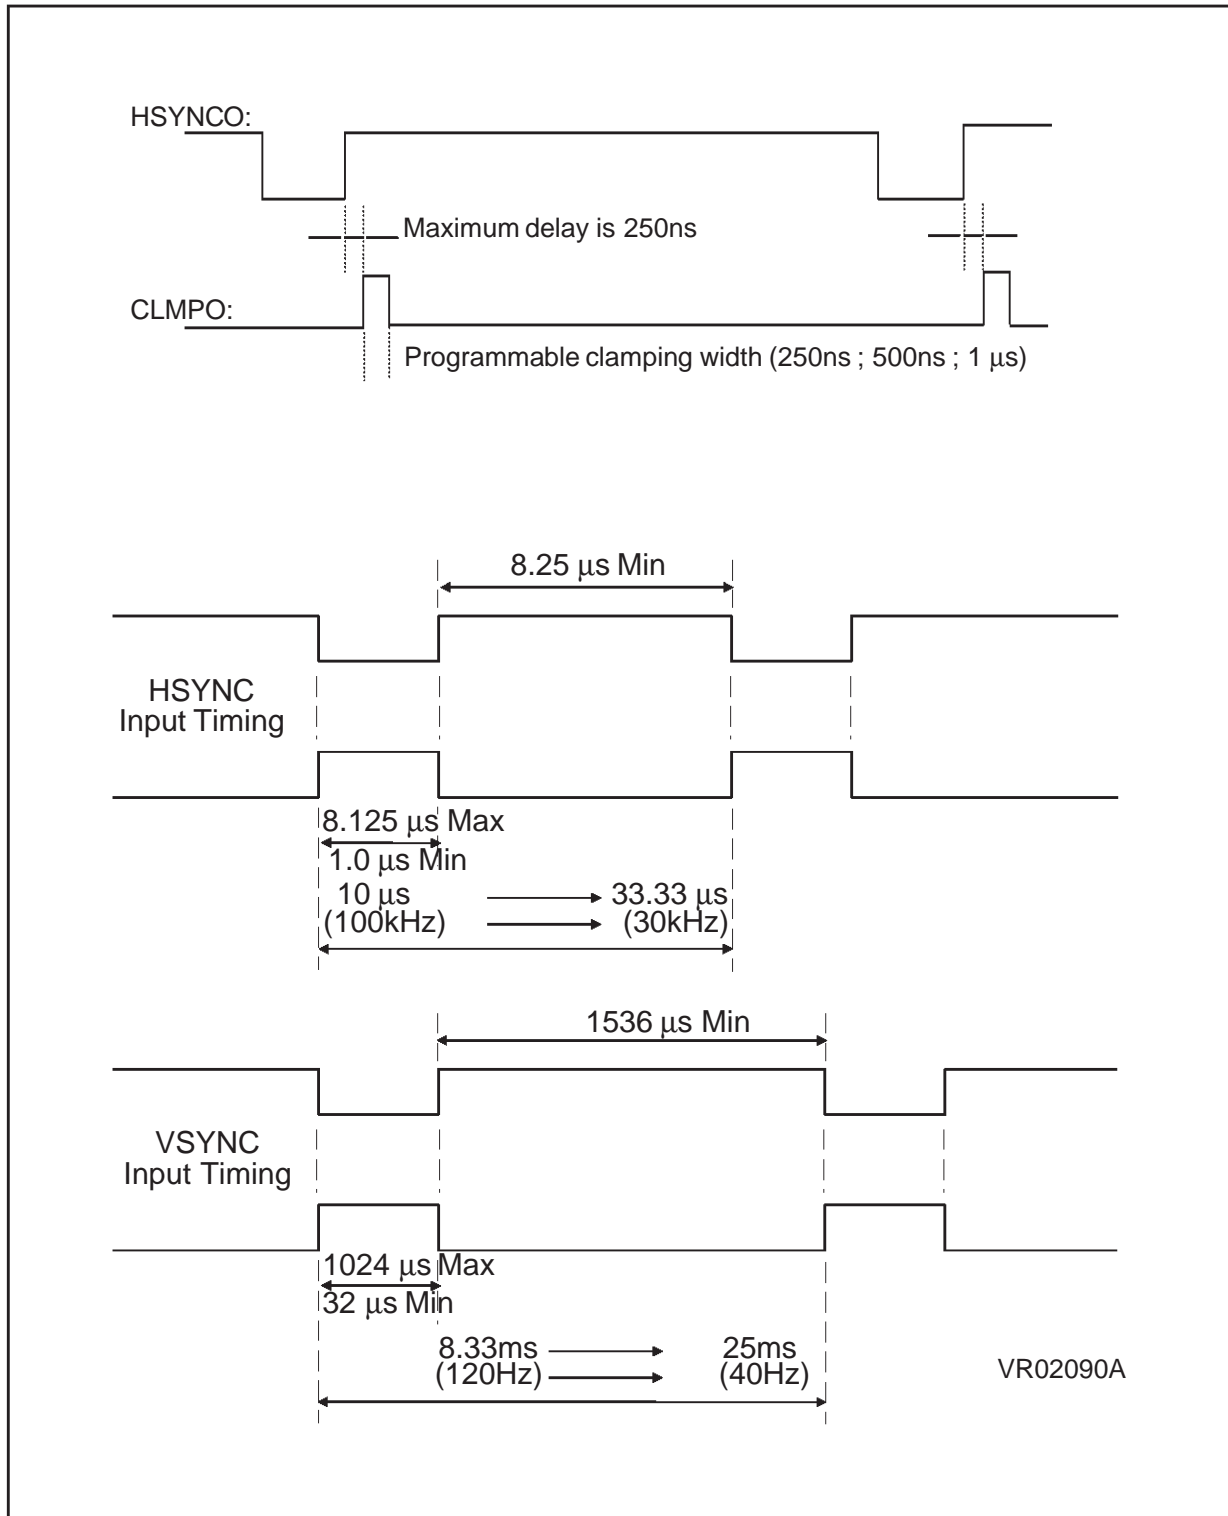 HSYNCO:
Maximum delay is 250ns
CLMPO:
Programmable clamping width (250ns ; 500ns ; 1 μs)
8.25 μs Min
HSYNC
Input Timing
8.125 μs Max
1.0 μs Min
10 μs 33.33 μs
(100kHz) (30kHz)
1536 μs Min
VSYNC
Input Timing
1024 μs Max
32 μs Min
8.33ms 25ms
(120Hz) (40Hz)
VR02090A